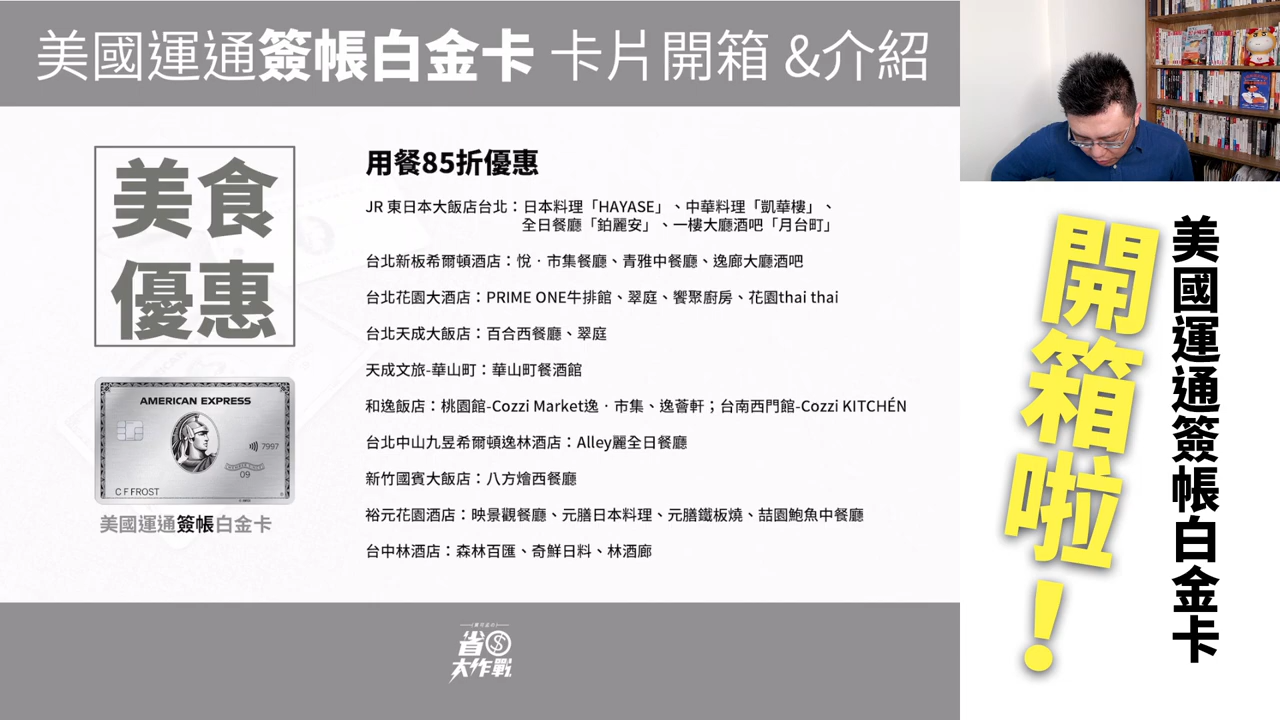 美國運通簽帳白金卡 卡片開箱 &介紹
美食
優惠
AMERICAN EXPRESS
7997
09
C F FROST
美國運通簽帳白金卡
用餐85折優惠
JR 東日本大飯店台北：日本料理「HAYASE」、中華料理「凱華樓」、
全日餐廳「鉑麗安」、一樓大廳酒吧「月台町」
台北新板希爾頓酒店：悅．市集餐廳、青雅中餐廳、逸廊大廳酒吧
台北花園大酒店：PRIME ONE牛排館、翠庭、饗聚廚房、花園thai thai
台北天成大飯店：百合西餐廳、翠庭
天成文旅-華山町：華山町餐酒館
和逸飯店：桃園館-Cozzi Market逸．市集、逸薈軒；台南西門館-Cozzi KITCHÉN
台北中山九昱希爾頓逸林酒店：Alley麗全日餐廳
新竹國賓大飯店：八方燴西餐廳
裕元花園酒店：映景觀餐廳、元膳日本料理、元膳鐵板燒、喆園鮑魚中餐廳
台中林酒店：森林百匯、奇鮮日料、林酒廊
省
大作戰
美國運通簽帳白金卡
開箱啦！